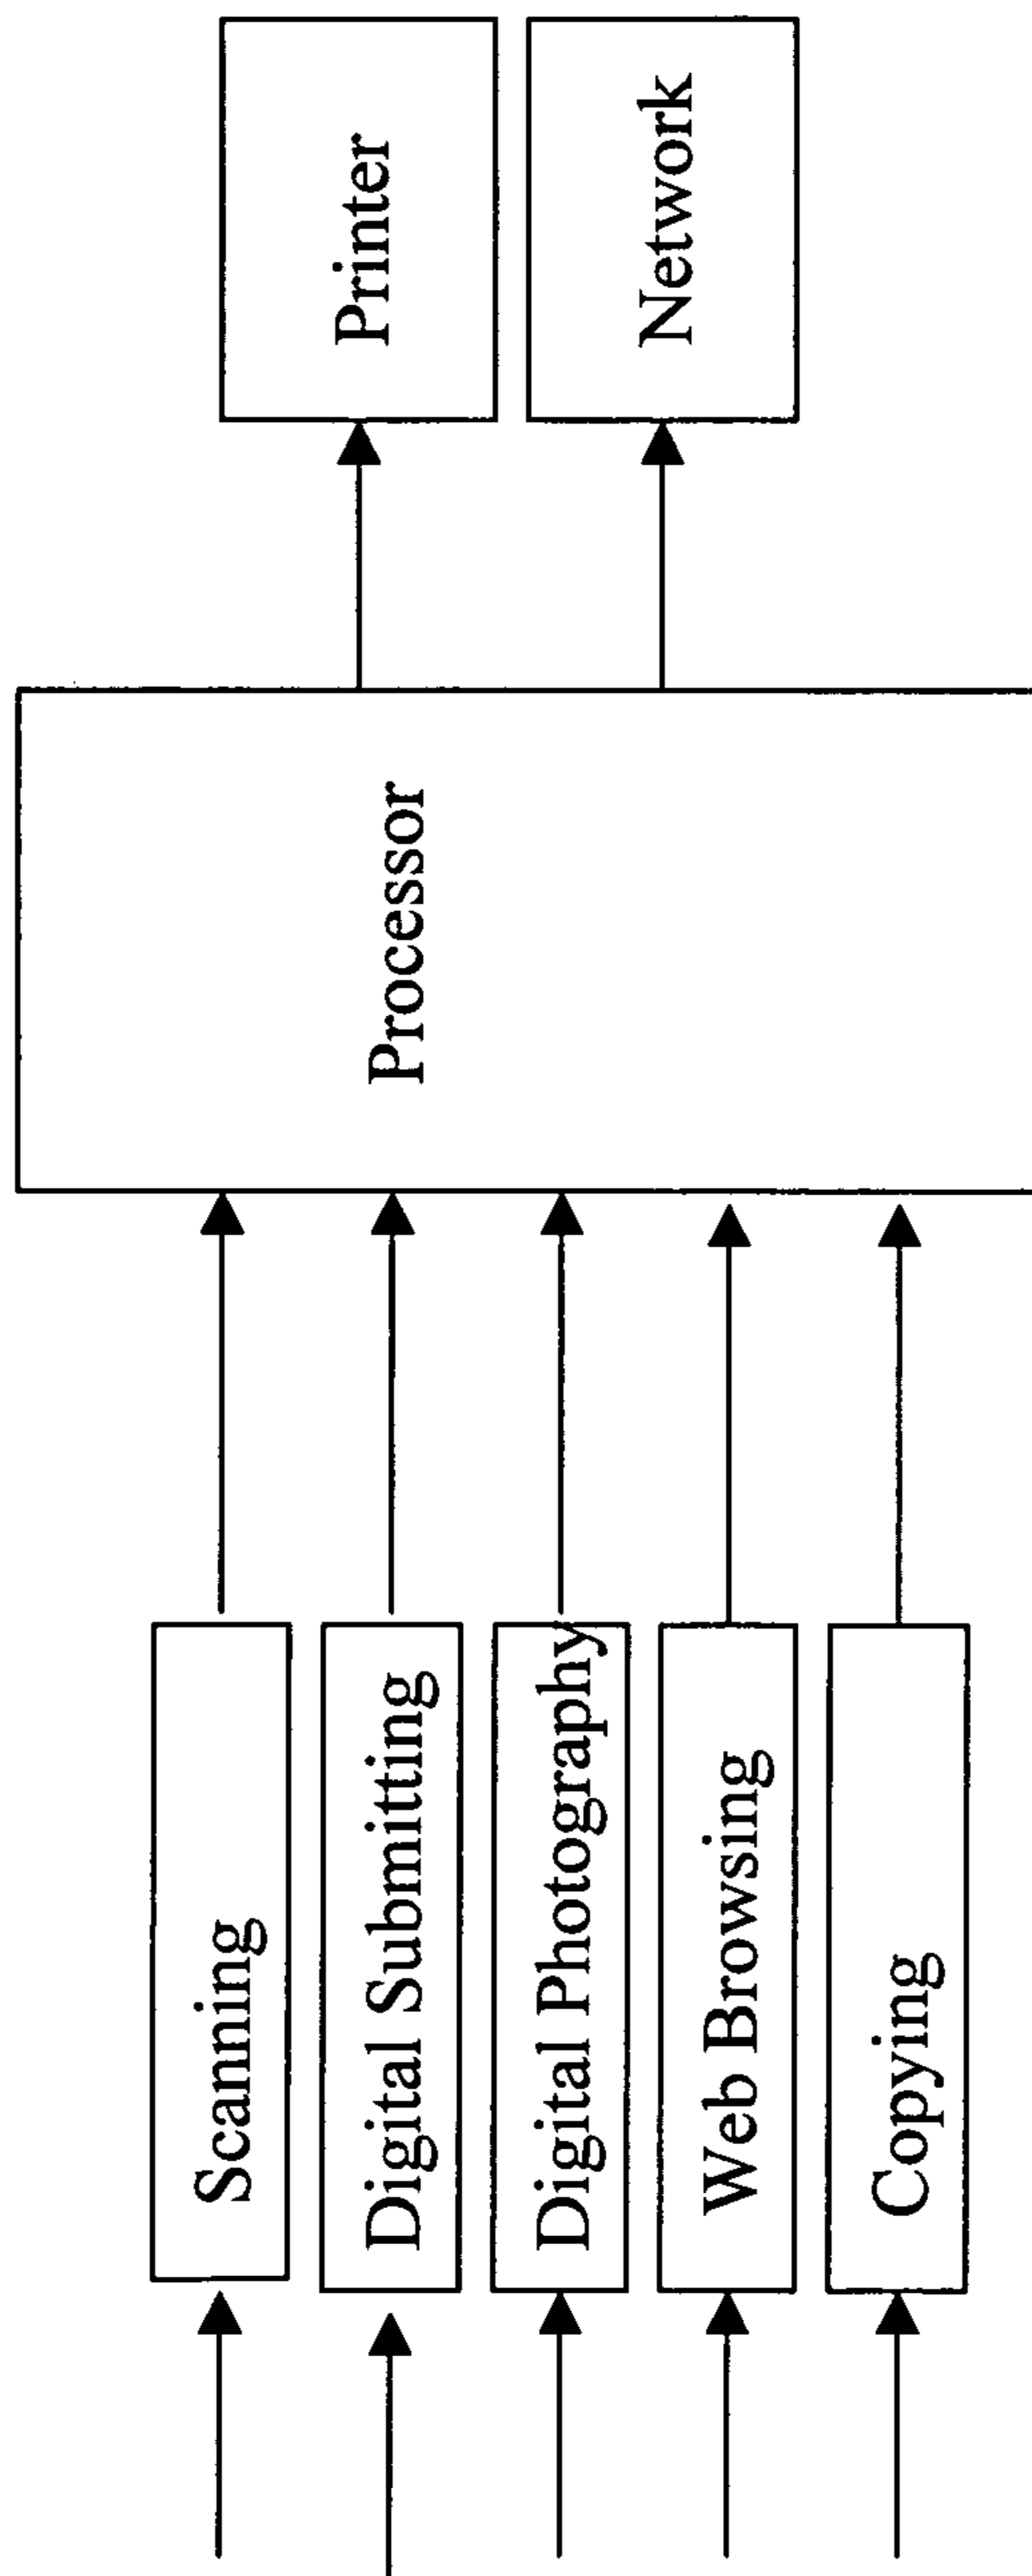 Scanning
Digital Submitting
Digital Photography
Web Browsing
Copying
Processor
Printer
Network